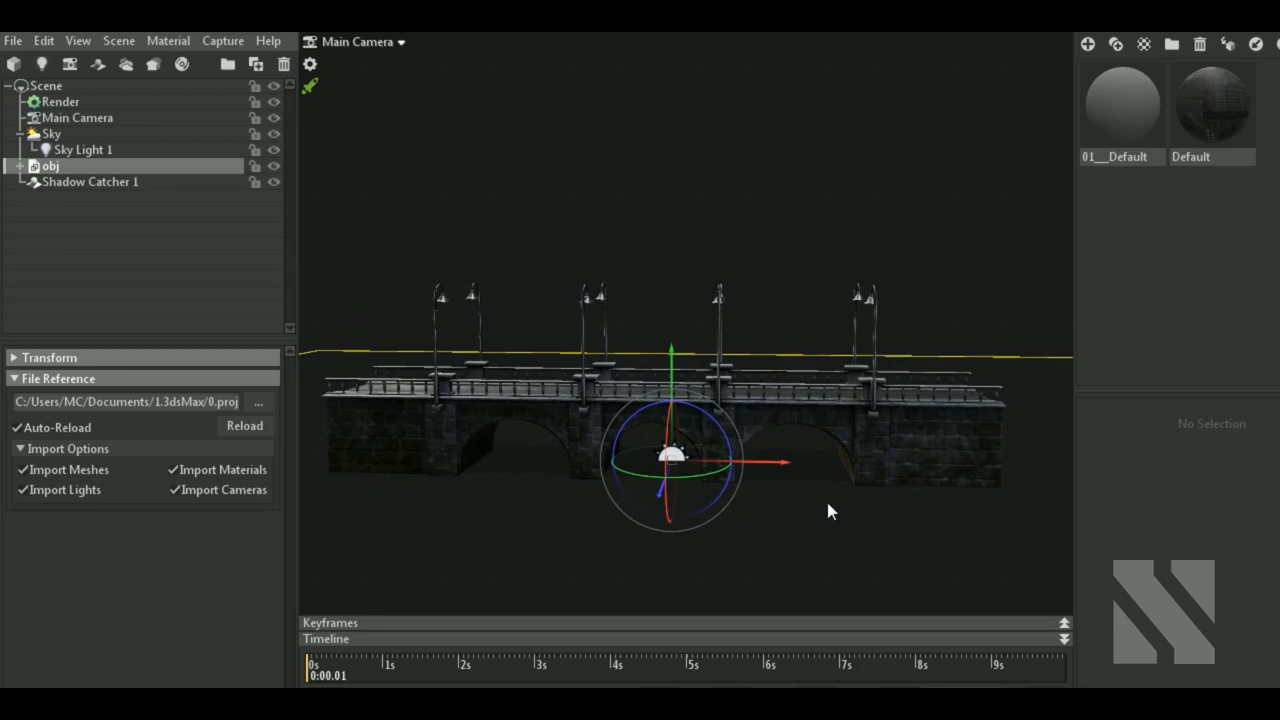 File Edit View Scene Material Capture Help
Main Camera
Scene
Render
Main Camera
Sky
Sky Light 1
obj
Shadow Catcher 1
Transform
File Reference
C:/Users/MC/Documents/1.3dsMax/0.proj ...
Auto-Reload Reload
Import Options
Import Meshes Import Materials
Import Lights Import Cameras
01__Default Default
No Selection
Keyframes
Timeline
0s 1s 2s 3s 4s 5s 6s 7s 8s 9s
0:00.01